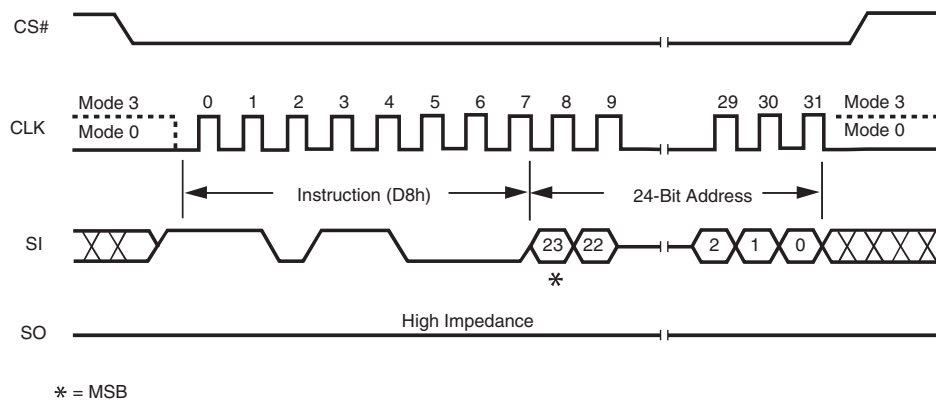 CS#
Mode 3
0 1 2 3 4 5 6 7 8 9 29 30 31
Mode 3
CLK
Mode 0
Mode 0
Instruction (D8h)
24-Bit Address
SI
23 22 2 1 0
*
High Impedance
SO
* = MSB